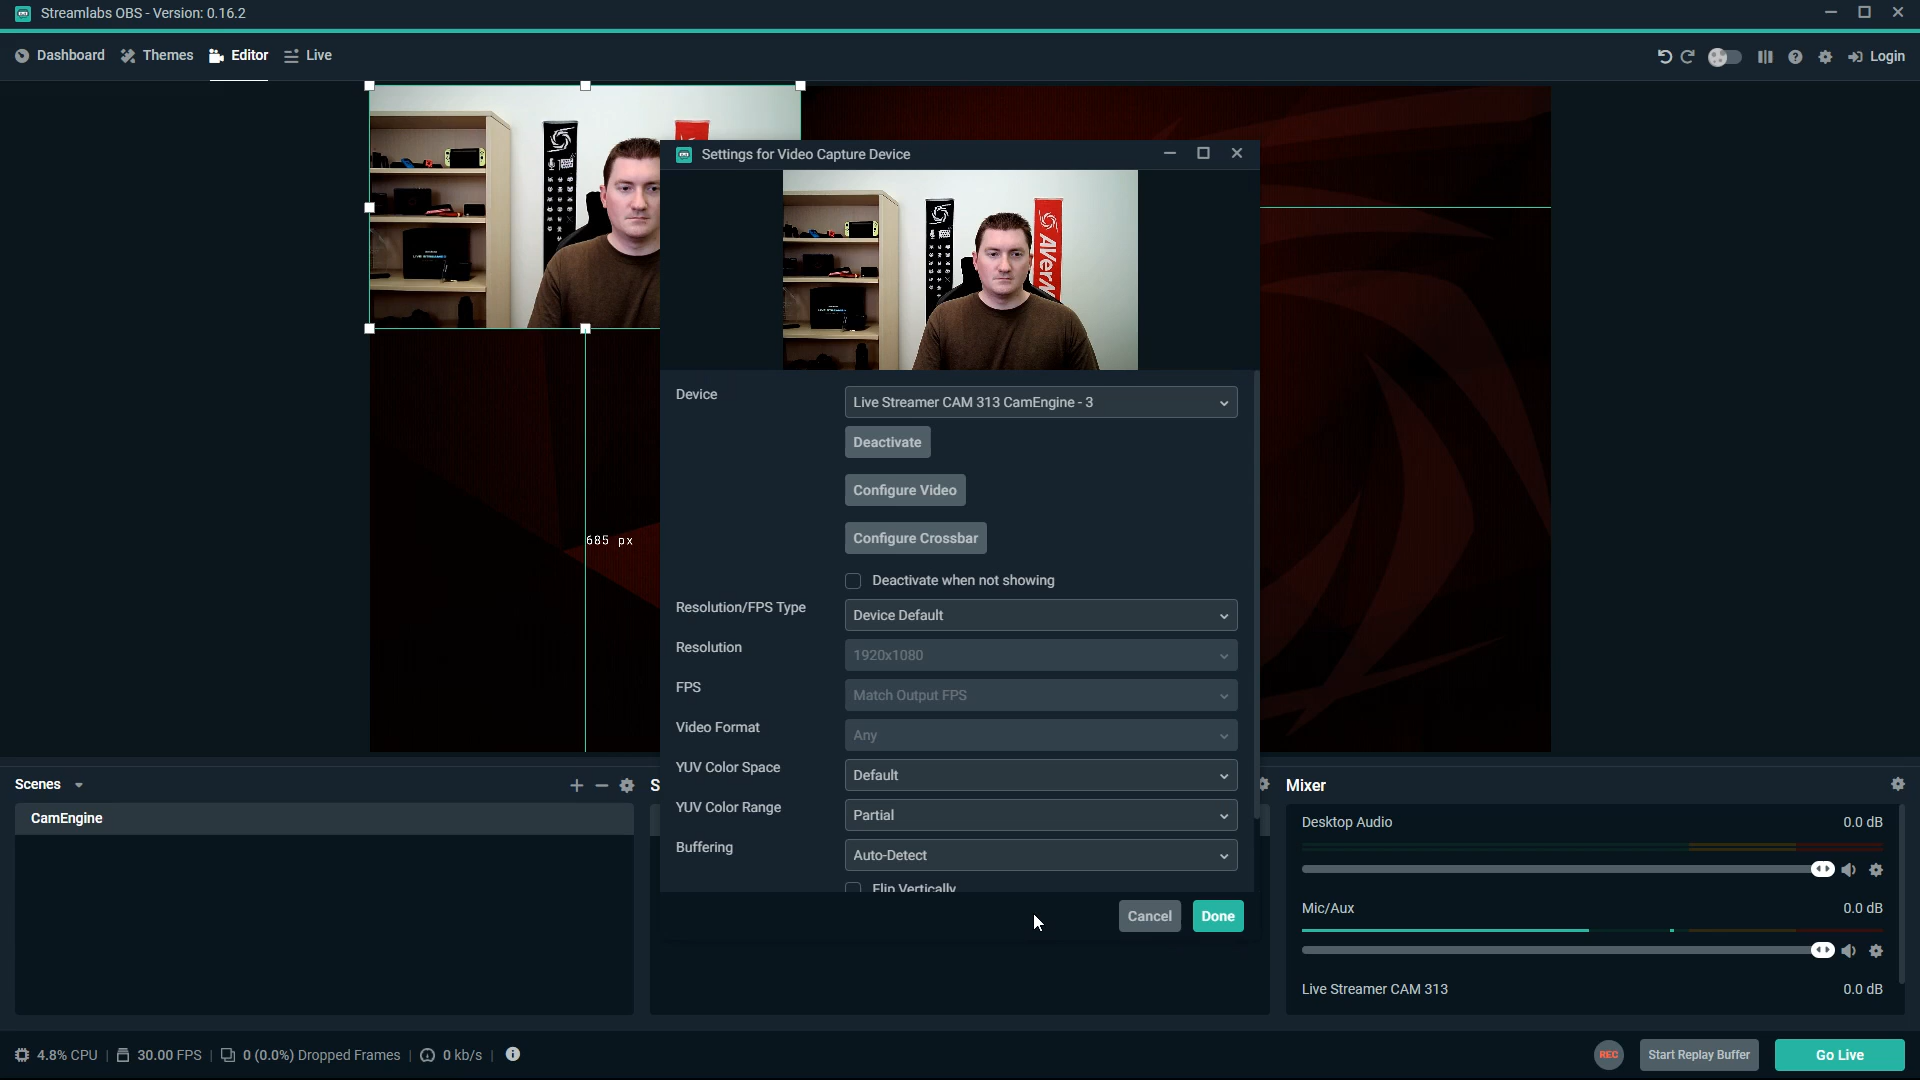 Streamlabs OBS - Version: 0.16.2
Dashboard
Themes
Editor
Live
Login
Settings for Video Capture Device
685 px
Device
Live Streamer CAM 313 CamEngine - 3
Deactivate
Configure Video
Configure Crossbar
Deactivate when not showing
Resolution/FPS Type
Device Default
Resolution
1920x1080
FPS
Match Output FPS
Video Format
Any
YUV Color Space
Default
YUV Color Range
Partial
Buffering
Auto-Detect
Flip Vertically
Cancel
Done
Scenes
S
CamEngine
Mixer
Desktop Audio
0.0 dB
Mic/Aux
0.0 dB
Live Streamer CAM 313
0.0 dB
4.8% CPU
30.00 FPS
0 (0.0%) Dropped Frames
0 kb/s
REC
Start Replay Buffer
Go Live